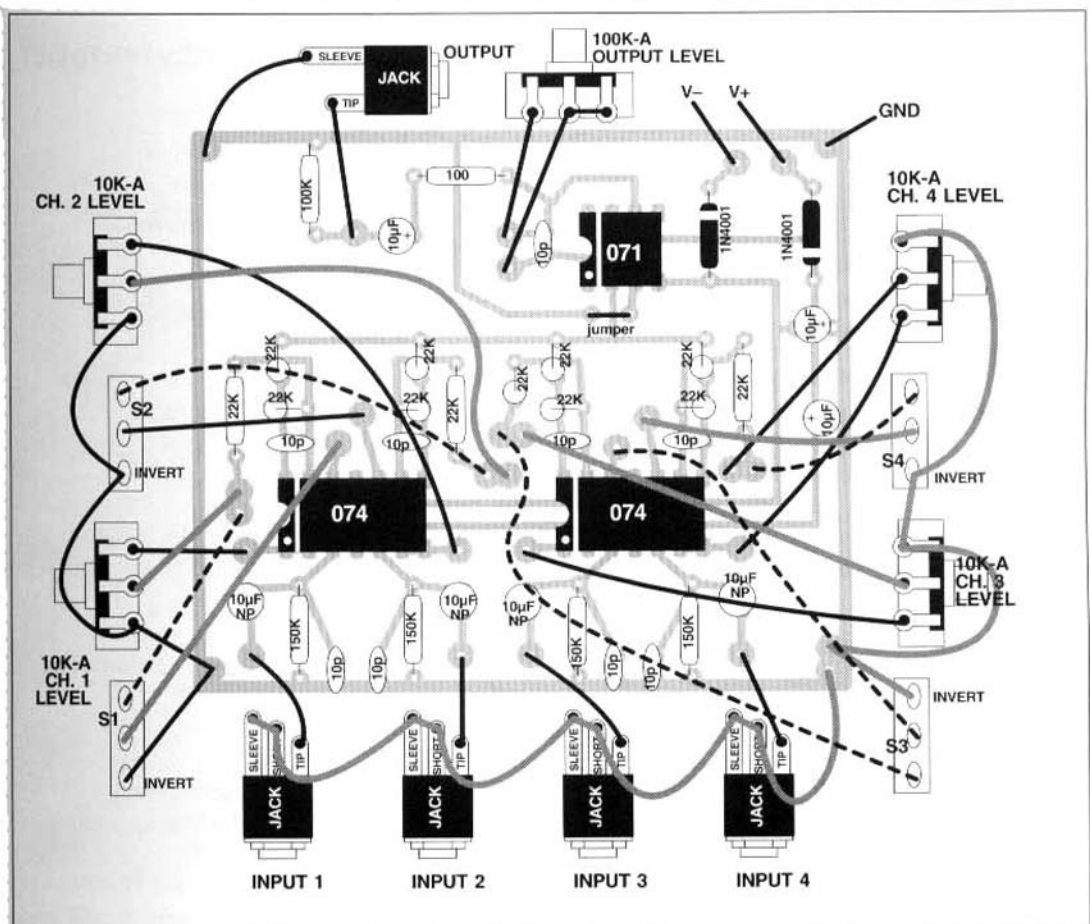 OUTPUT
SLEEVE
JACK
TIP
100K-A
OUTPUT LEVEL
V–
V+
GND
10K-A
CH. 2 LEVEL
100K
100
10µF
+
10p
071
1N4001
1N4001
10K-A
CH. 4 LEVEL
jumper
10µF
+
22K
22K
22K
22K
S2
22K
22K
22K
22K
22K
22K
22K
22K
+
10µF
10p
10p
10p
10p
INVERT
S4
INVERT
074
074
10K-A
CH. 3
LEVEL
10µF
NP
150K
10p
10p
150K
10µF
NP
10µF
NP
150K
10p
10p
150K
10µF
NP
10K-A
CH. 1
LEVEL
S1
INVERT
INVERT
S3
SLEEVE
SHORT
TIP
JACK
SLEEVE
SHORT
TIP
JACK
SLEEVE
SHORT
TIP
JACK
SLEEVE
SHORT
TIP
JACK
INPUT 1
INPUT 2
INPUT 3
INPUT 4